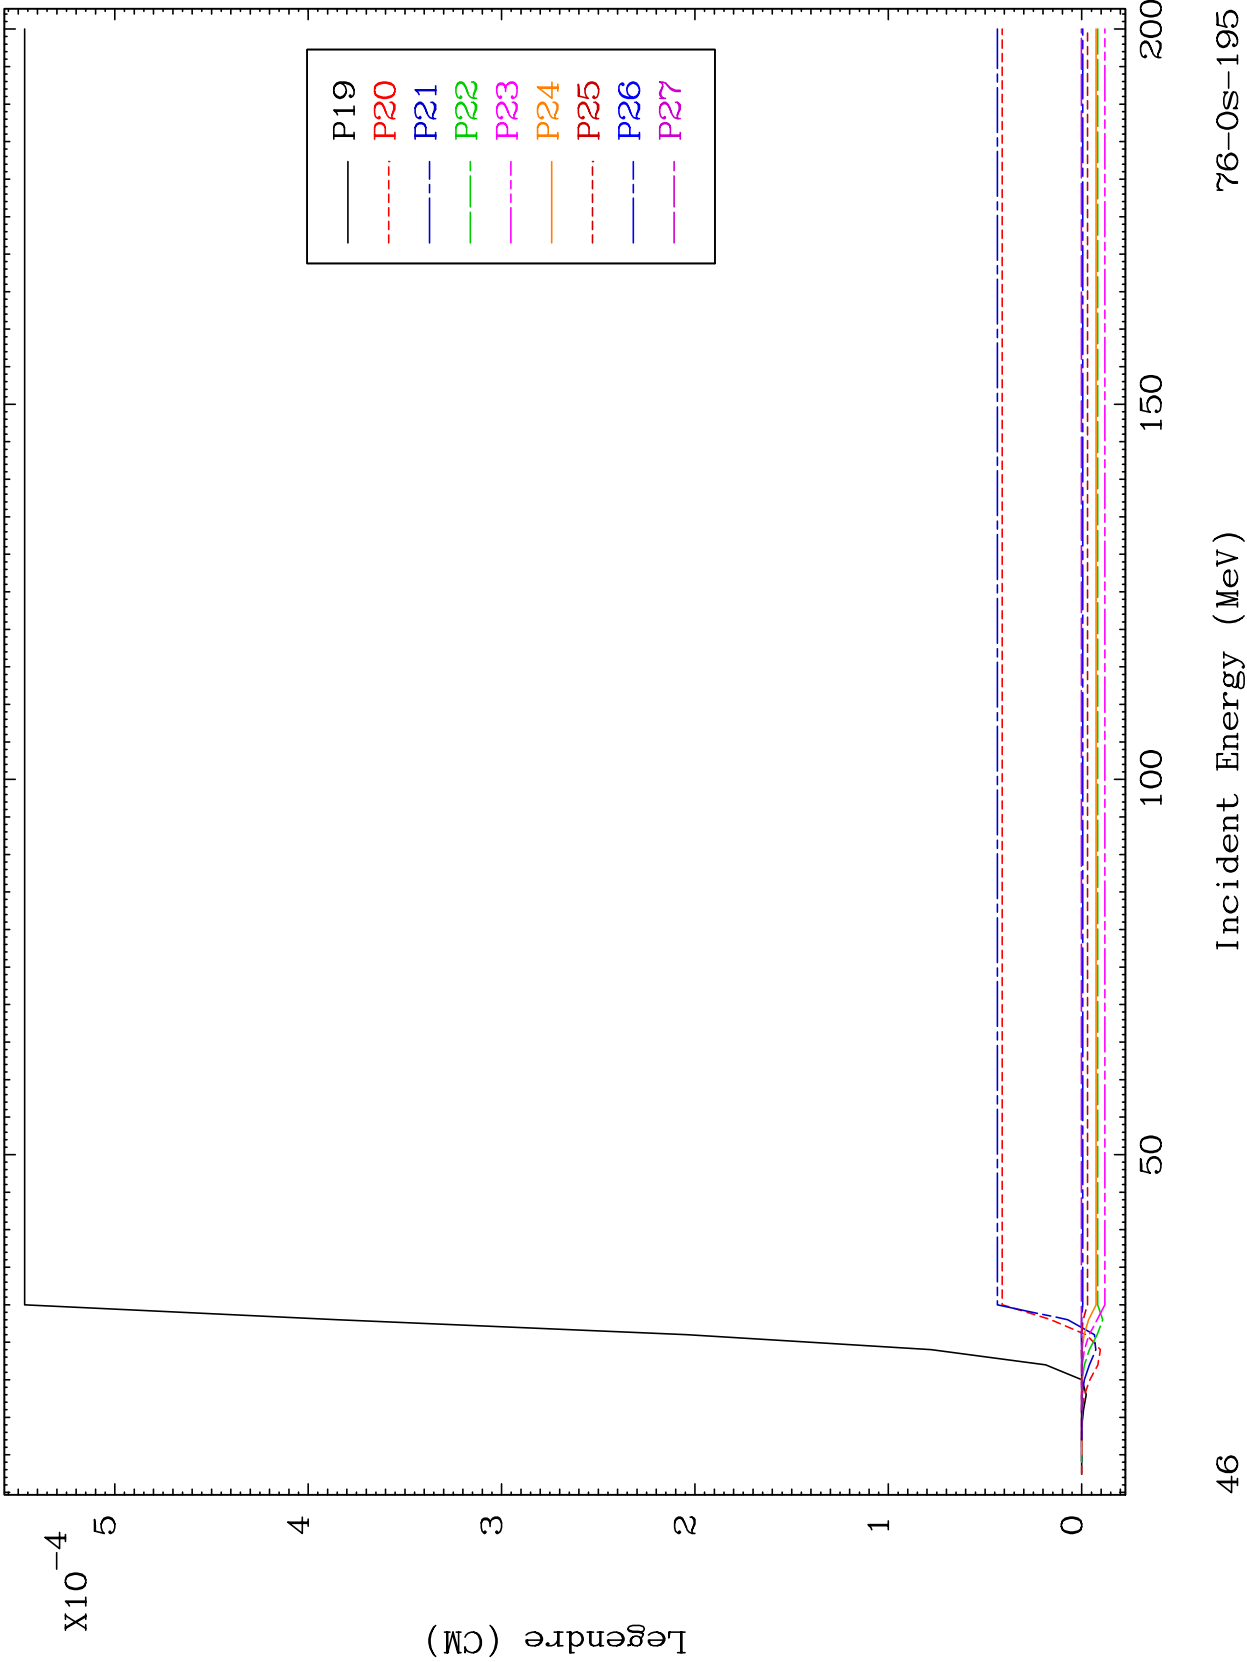 X10-4
5
4
3
2
1
0
Legendre (CM)
P19
P20
P21
P22
P23
P24
P25
P26
P27
50
100
150
200
Incident Energy (MeV)
46
76-Os-195